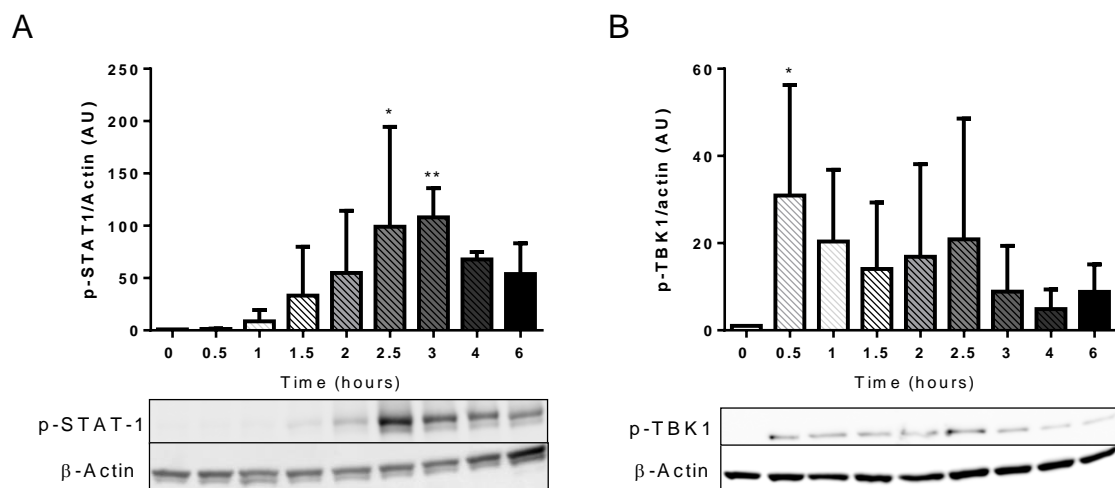 A
p-STAT1/Actin (AU)
250
200
150
100
50
0
*
**
0 0.5 1 1.5 2 2.5 3 4 6
Time (hours)
p-STAT-1
β-Actin
B
p-TBK1/actin (AU)
60
40
20
0
*
0 0.5 1 1.5 2 2.5 3 4 6
Time (hours)
p-TBK1
β-Actin